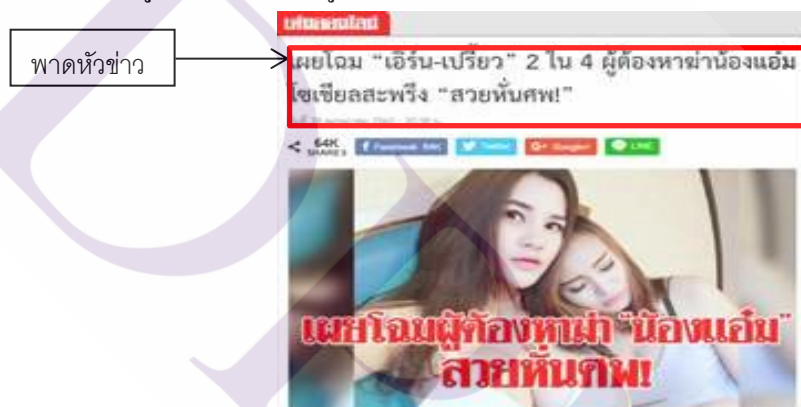 พาดหัวข่าว
เผยโฉม “เอิร์น-เปรี้ยว” 2 ใน 4 ผู้ต้องหาฆ่าน้องแอ๋ม
โซเชียลสะพรึง “สวยหั่นศพ!”
64K
SHARES
Facebook 64K
Twitter
Google+
LINE
เผยโฉมผู้ต้องหาฆ่า "น้องแอ๋ม"
สวยหั่นศพ!